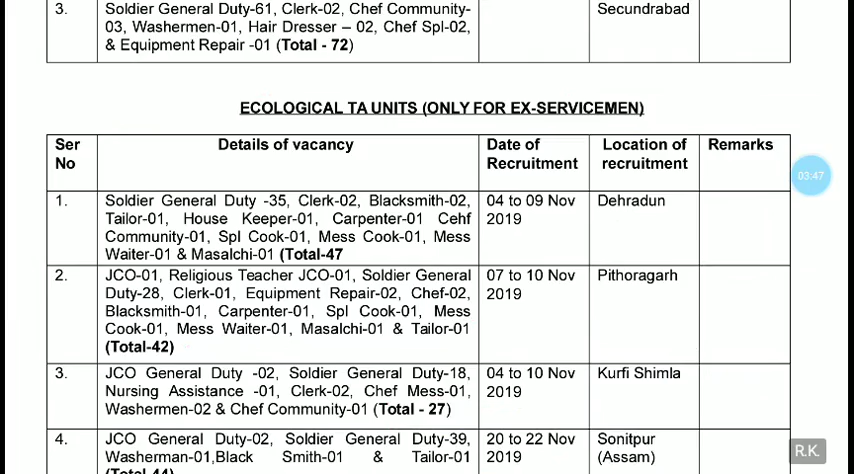 3. Soldier General Duty-61, Clerk-02, Chef Community- Secundrabad
03, Washermen-01, Hair Dresser – 02, Chef Spl-02,
& Equipment Repair -01 (Total - 72)
ECOLOGICAL TA UNITS (ONLY FOR EX-SERVICEMEN)
Ser Details of vacancy Date of Location of Remarks
No Recruitment recruitment
03:47
1. Soldier General Duty -35, Clerk-02, Blacksmith-02, 04 to 09 Nov Dehradun
Tailor-01, House Keeper-01, Carpenter-01 Cehf 2019
Community-01, Spl Cook-01, Mess Cook-01, Mess
Waiter-01 & Masalchi-01 (Total-47
2. JCO-01, Religious Teacher JCO-01, Soldier General 07 to 10 Nov Pithoragarh
Duty-28, Clerk-01, Equipment Repair-02, Chef-02, 2019
Blacksmith-01, Carpenter-01, Spl Cook-01, Mess
Cook-01, Mess Waiter-01, Masalchi-01 & Tailor-01
(Total-42)
3. JCO General Duty -02, Soldier General Duty-18, 04 to 10 Nov Kurfi Shimla
Nursing Assistance -01, Clerk-02, Chef Mess-01, 2019
Washermen-02 & Chef Community-01 (Total - 27)
4. JCO General Duty-02, Soldier General Duty-39, 20 to 22 Nov Sonitpur
Washerman-01,Black Smith-01 & Tailor-01 2019 (Assam)
(Total-44)
R.K.